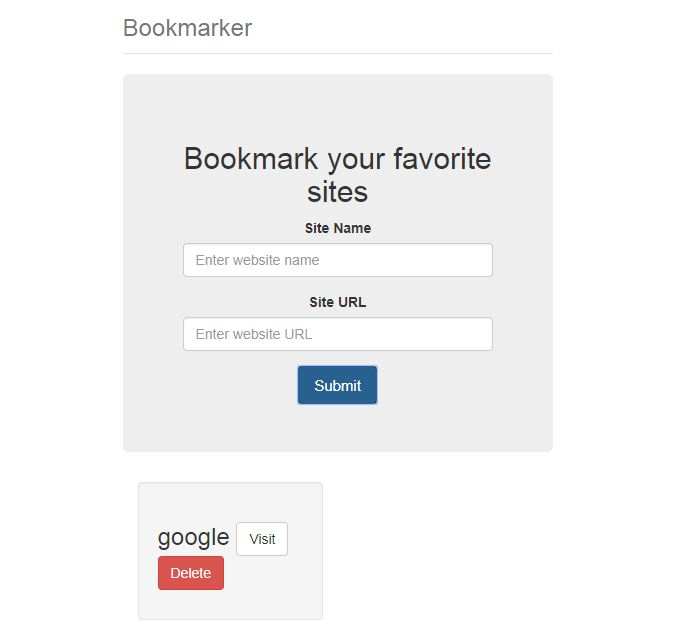 Bookmarker
Bookmark your favorite
sites
Site Name
Enter website name
Site URL
Enter website URL
Submit
google Visit
Delete